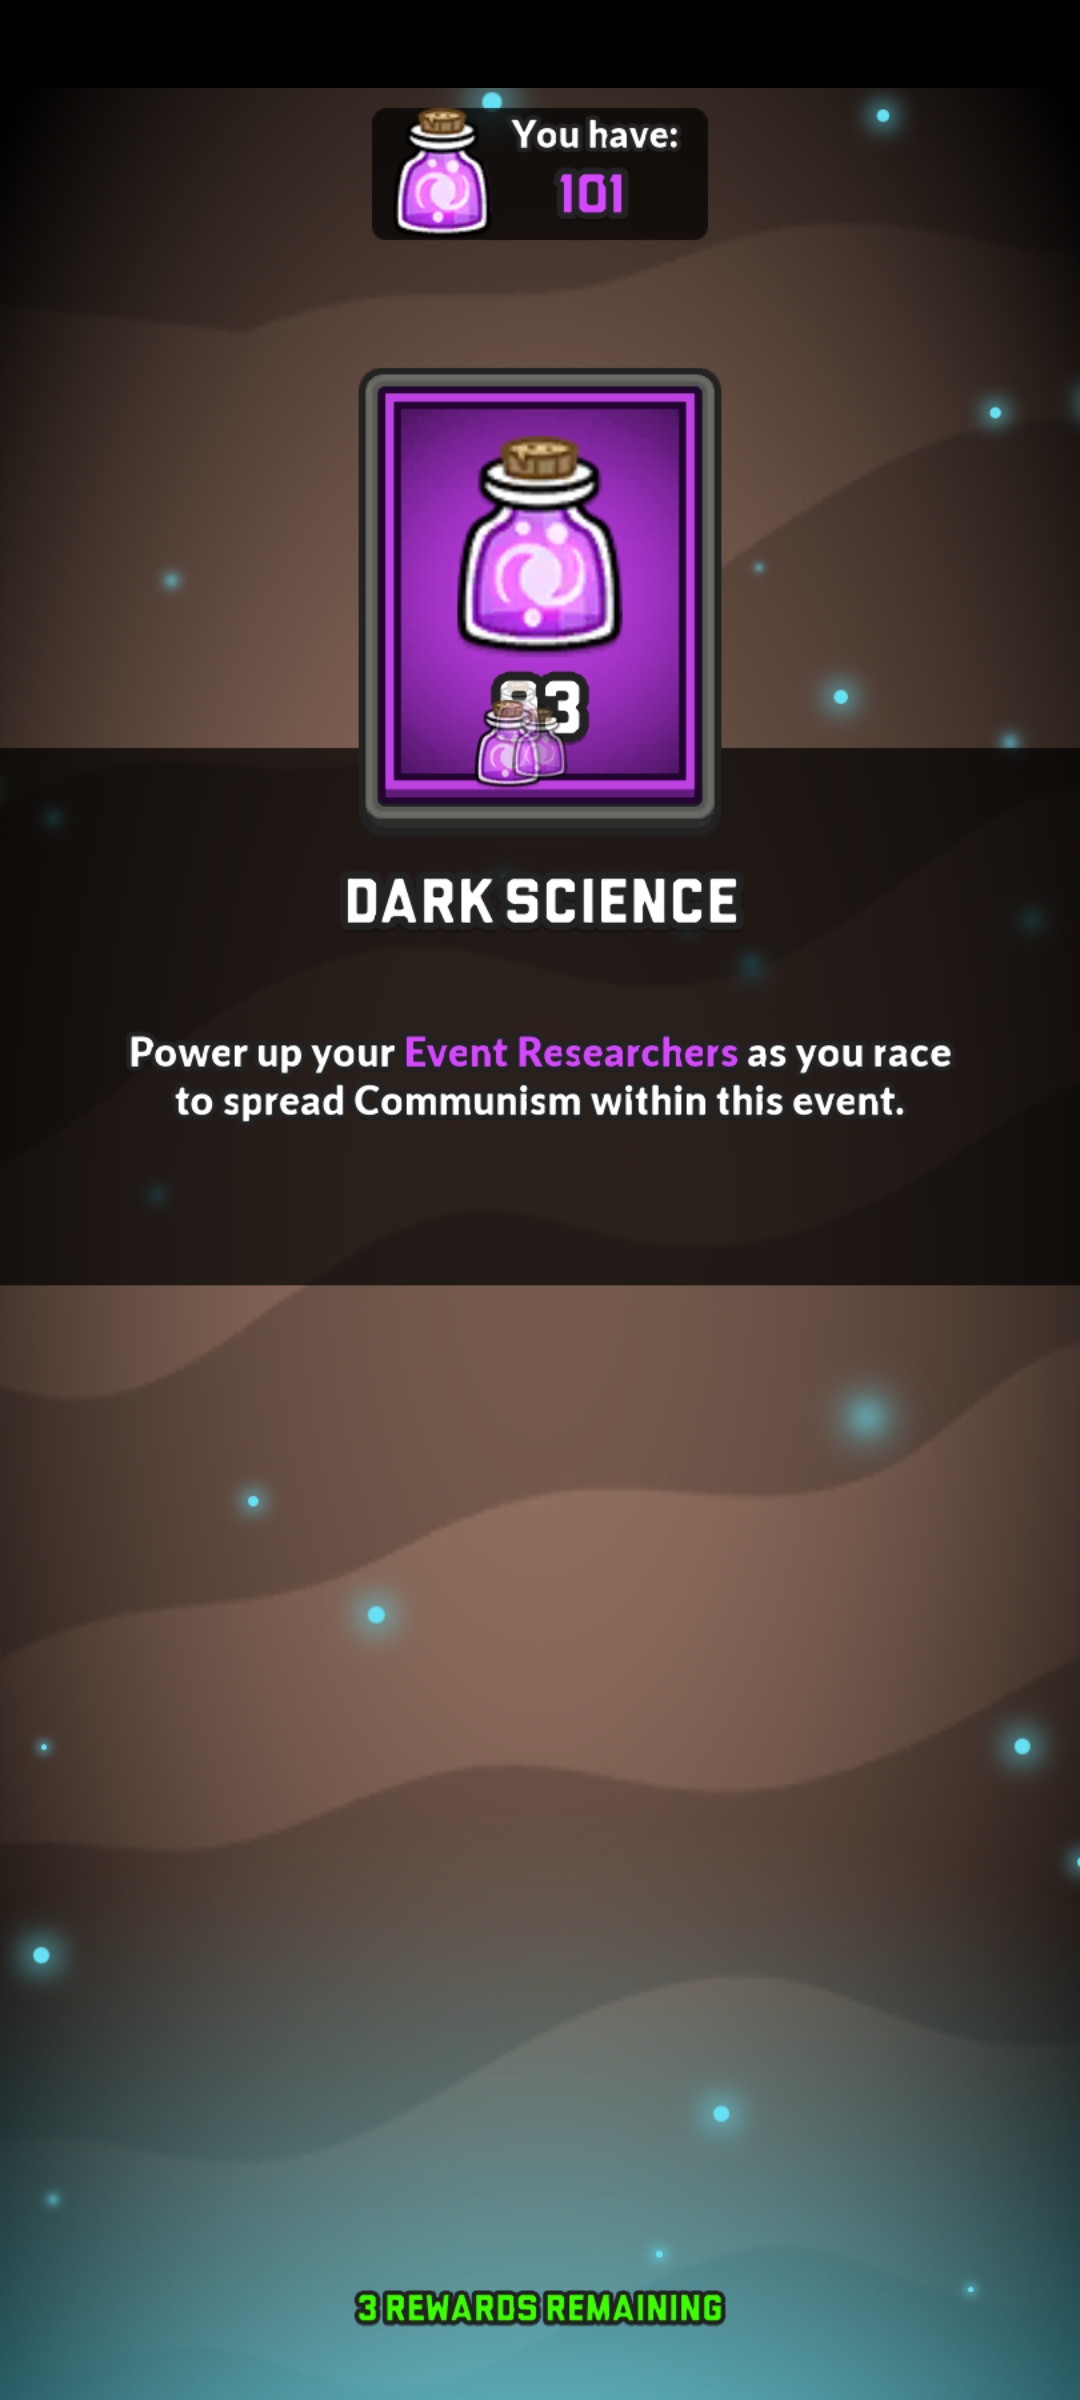 You have:
101
DARK SCIENCE
Power up your Event Researchers as you race
to spread Communism within this event.
3 REWARDS REMAINING